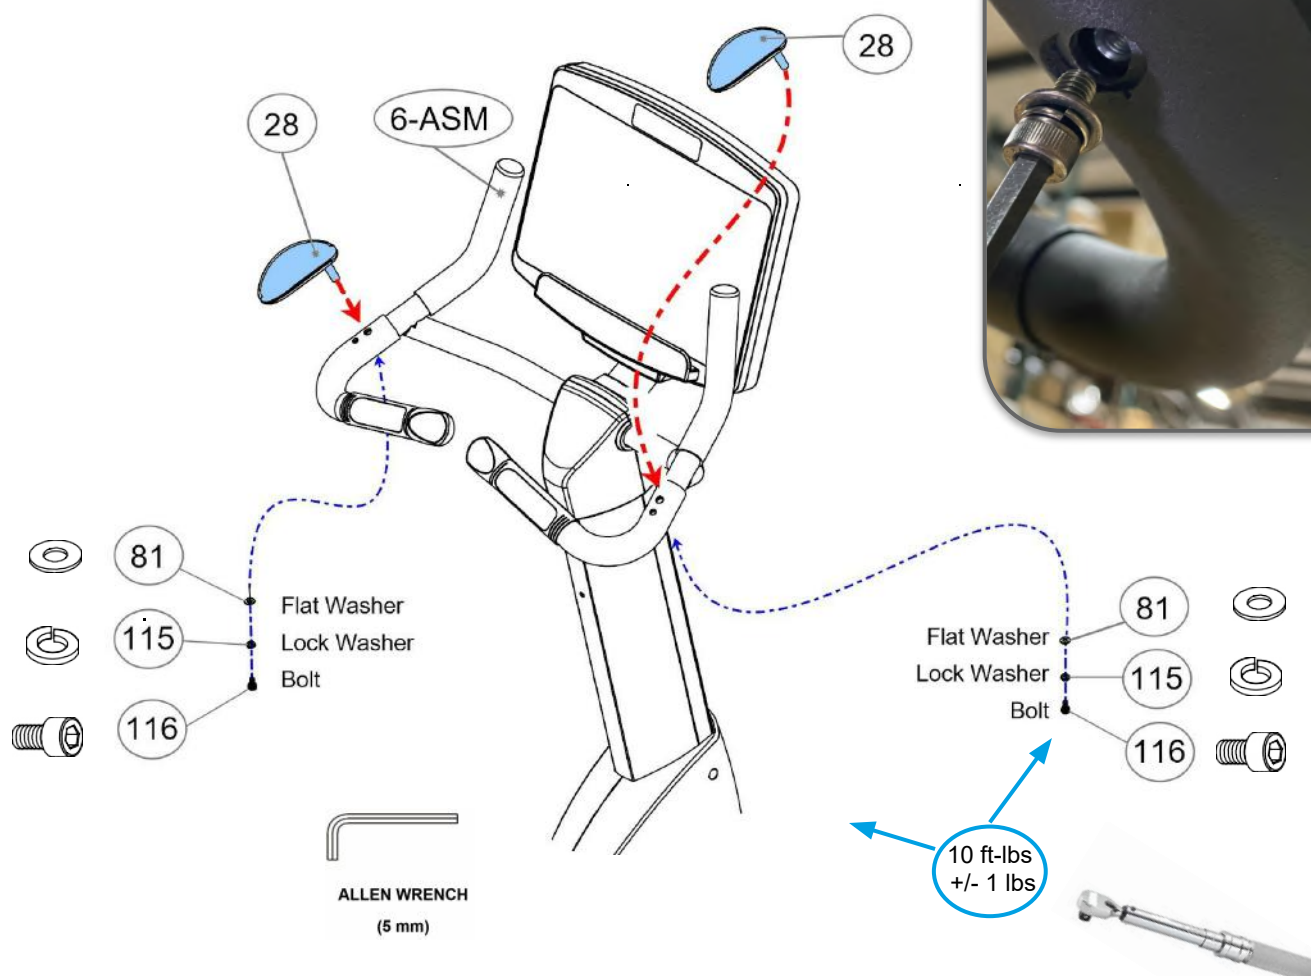 28
28
6-ASM
81
Flat Washer
115
Lock Washer
Bolt
116
81
Flat Washer
Lock Washer
115
Bolt
116
10 ft-lbs
+/- 1 lbs
ALLEN WRENCH
(5 mm)